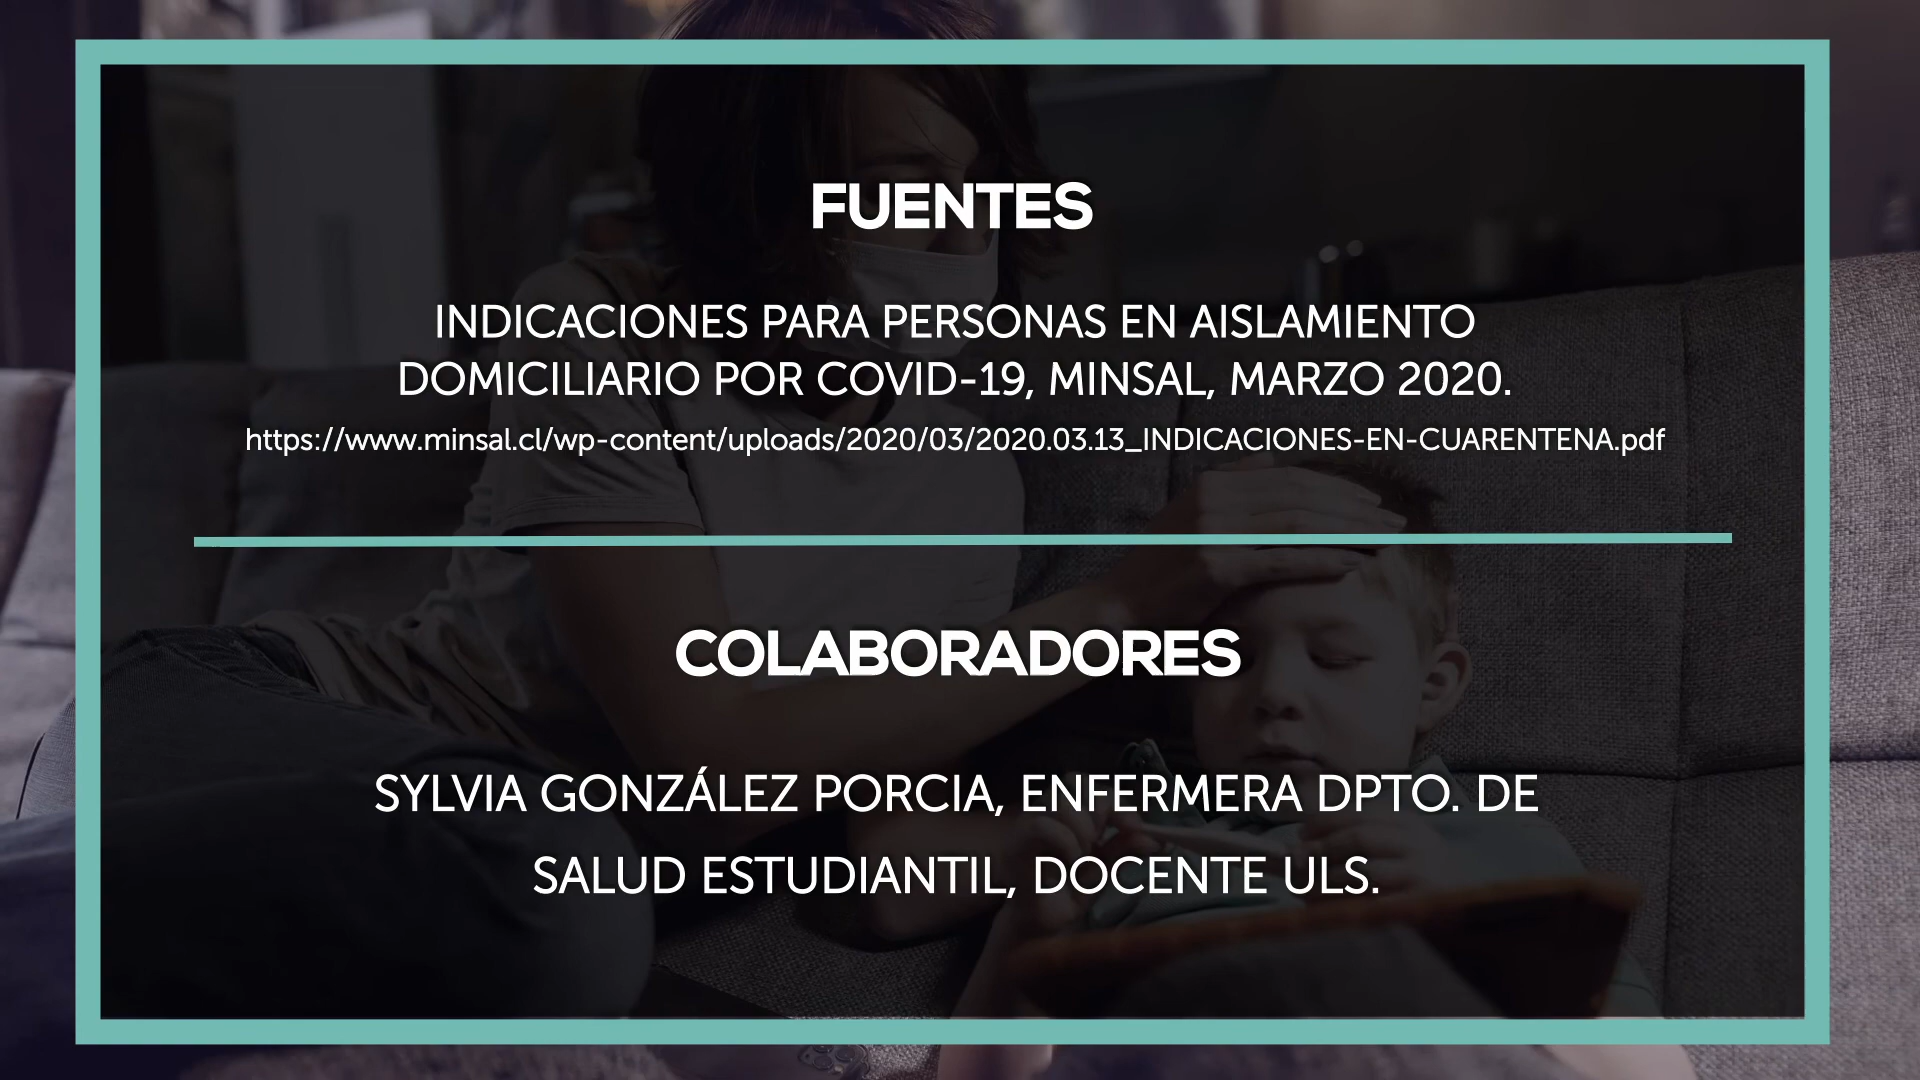 FUENTES
INDICACIONES PARA PERSONAS EN AISLAMIENTO
DOMICILIARIO POR COVID-19, MINSAL, MARZO 2020.
https://www.minsal.cl/wp-content/uploads/2020/03/2020.03.13_INDICACIONES-EN-CUARENTENA.pdf
COLABORADORES
SYLVIA GONZÁLEZ PORCIA, ENFERMERA DPTO. DE
SALUD ESTUDIANTIL, DOCENTE ULS.